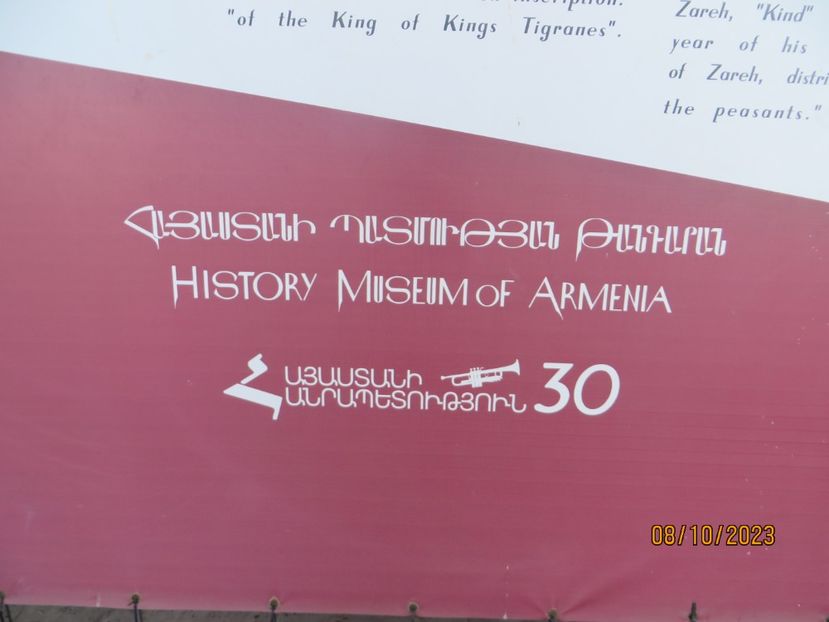 "of the King of Kings Tigranes".
Zareh, "Kind"
year of his
of Zareh, distri
the peasants."
ՀԱՅԱՍՏԱՆԻ ՊԱՏՄՈՒԹՅԱՆ ԹԱՆԳԱՐԱՆ
HISTORY MUSEUM OF ARMENIA
ՀԱՅԱՍՏԱՆԻ
ՀԱՆՐԱՊԵՏՈՒԹՅՈՒՆ 30
08/10/2023